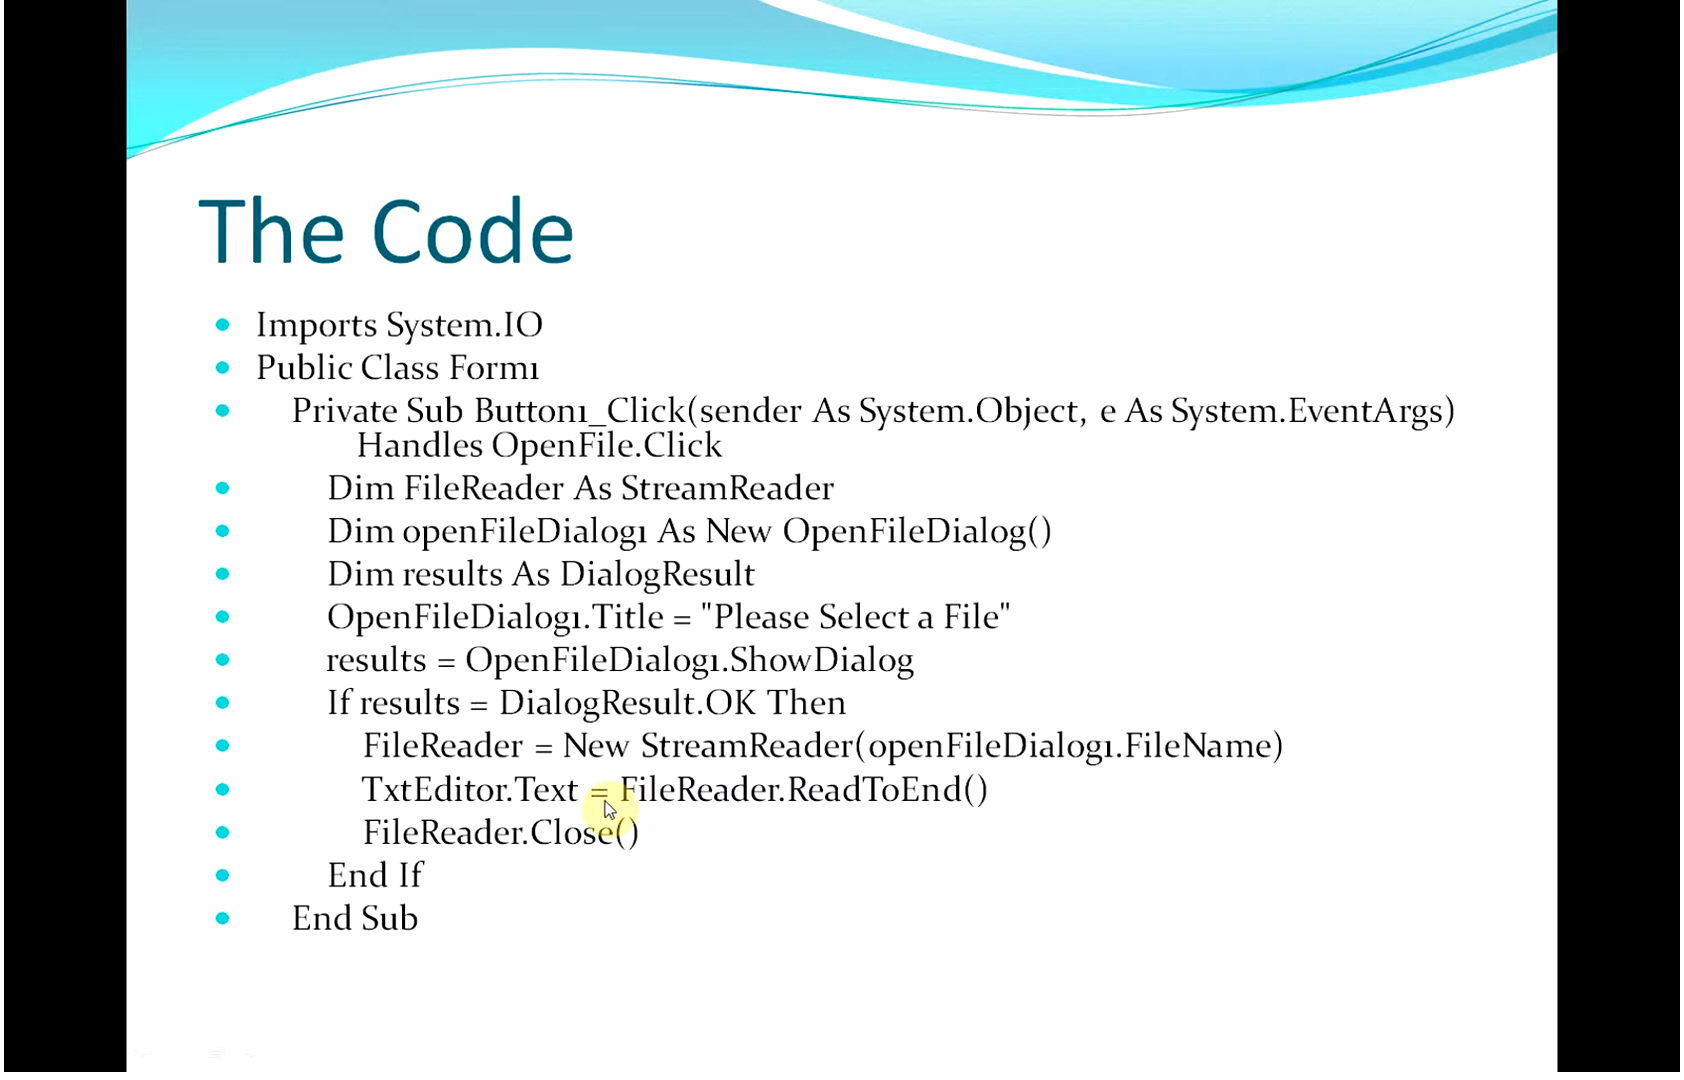 The Code
Imports System.IO
Public Class Form1
Private Sub Button1_Click(sender As System.Object, e As System.EventArgs)
Handles OpenFile.Click
Dim FileReader As StreamReader
Dim openFileDialog1 As New OpenFileDialog()
Dim results As DialogResult
OpenFileDialog1.Title = "Please Select a File"
results = OpenFileDialog1.ShowDialog
If results = DialogResult.OK Then
FileReader = New StreamReader(openFileDialog1.FileName)
TxtEditor.Text = FileReader.ReadToEnd()
FileReader.Close()
End If
End Sub